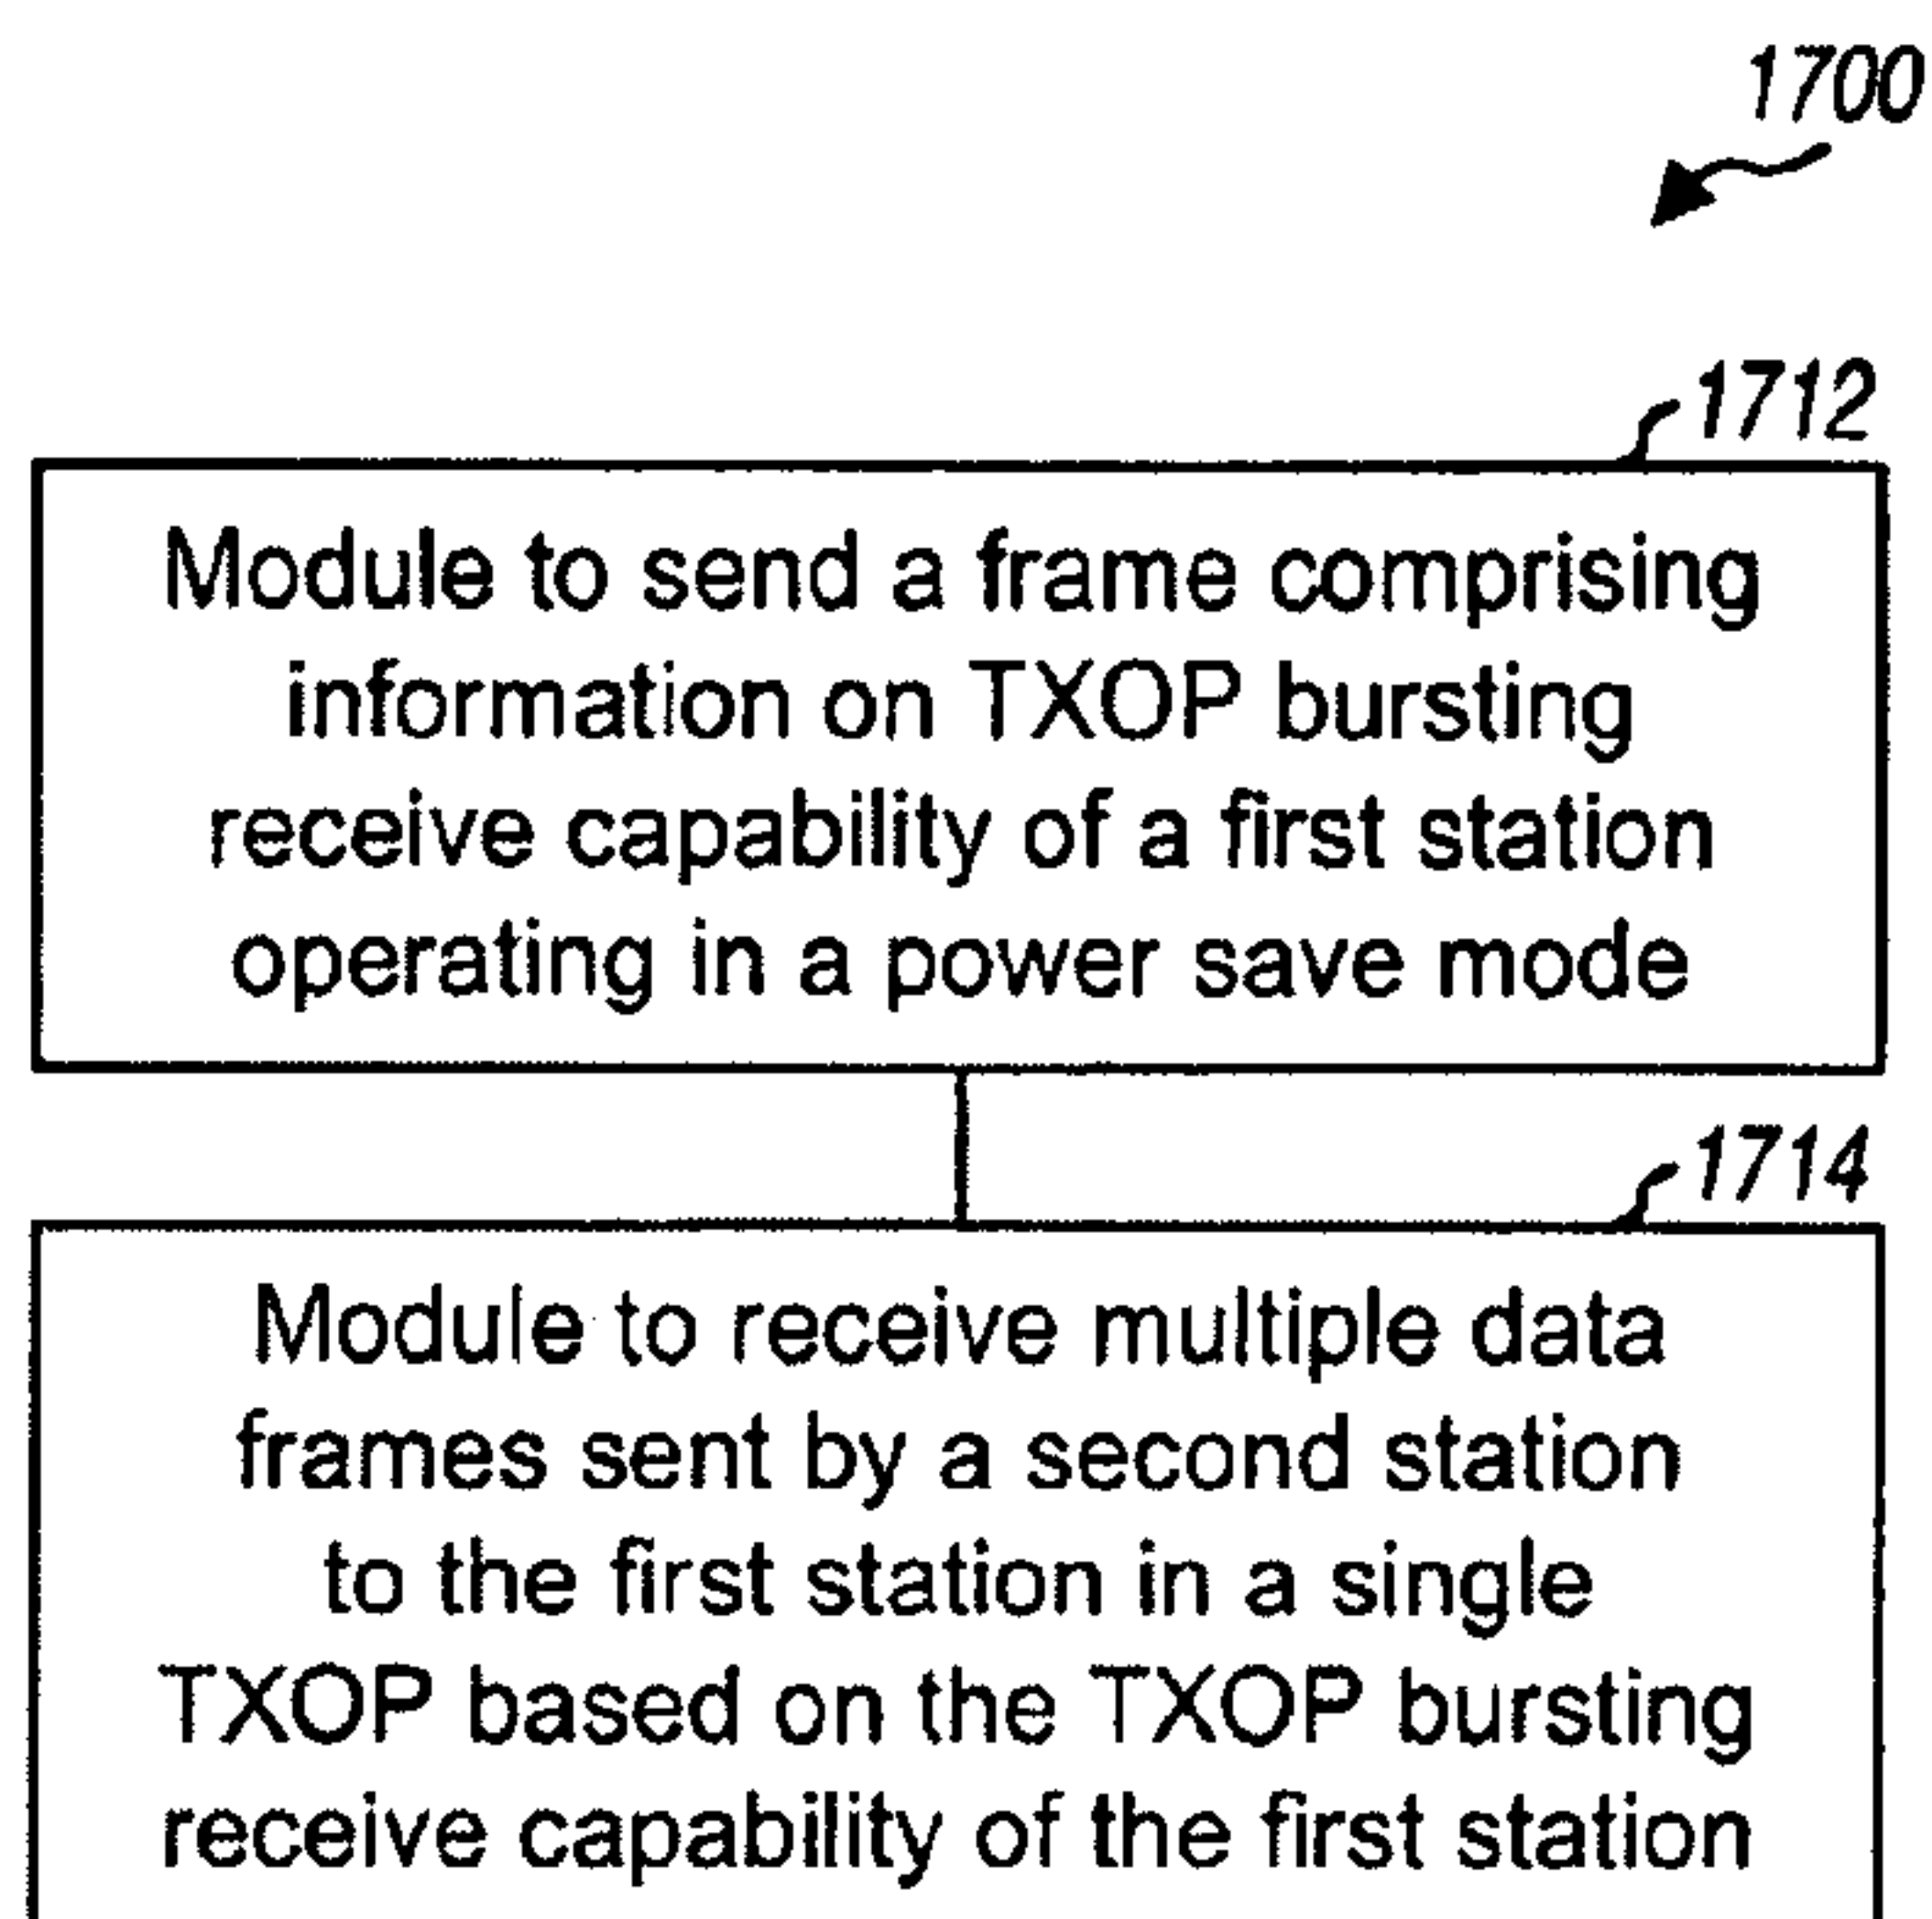 1700
1712
Module to send a frame comprising
information on TXOP bursting
receive capability of a first station
operating in a power save mode
1714
Module to receive multiple data
frames sent by a second station
to the first station in a single
TXOP based on the TXOP bursting
receive capability of the first station